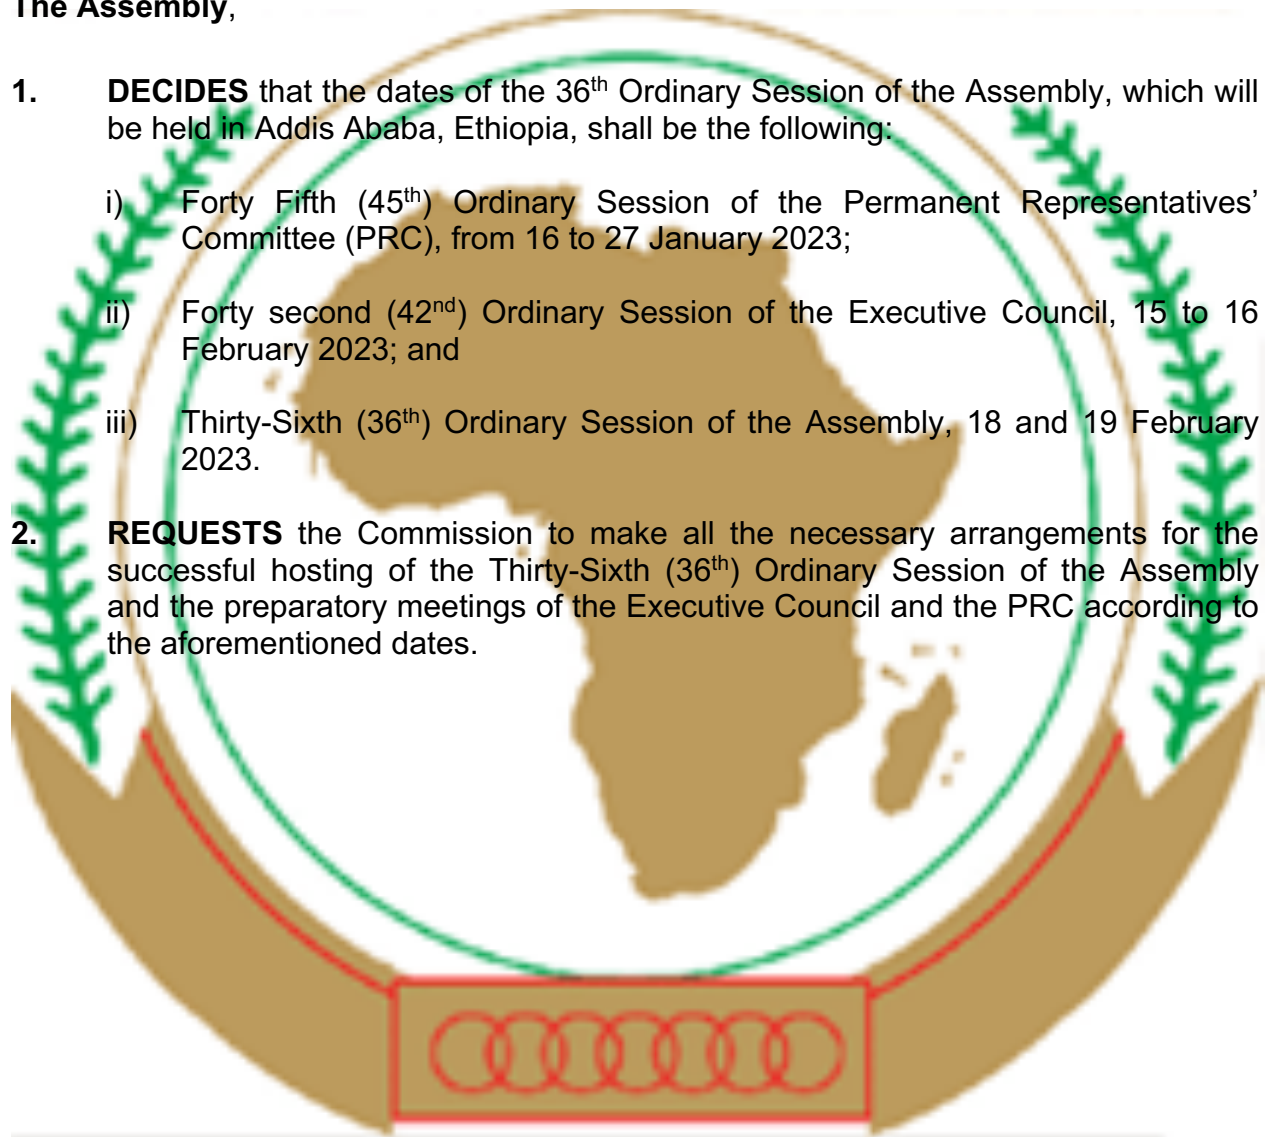 The Assembly,
1. DECIDES that the dates of the 36th Ordinary Session of the Assembly, which will
be held in Addis Ababa, Ethiopia, shall be the following:
i) Forty Fifth (45th) Ordinary Session of the Permanent Representatives’
Committee (PRC), from 16 to 27 January 2023;
ii) Forty second (42nd) Ordinary Session of the Executive Council, 15 to 16
February 2023; and
iii) Thirty-Sixth (36th) Ordinary Session of the Assembly, 18 and 19 February
2023.
2. REQUESTS the Commission to make all the necessary arrangements for the
successful hosting of the Thirty-Sixth (36th) Ordinary Session of the Assembly
and the preparatory meetings of the Executive Council and the PRC according to
the aforementioned dates.